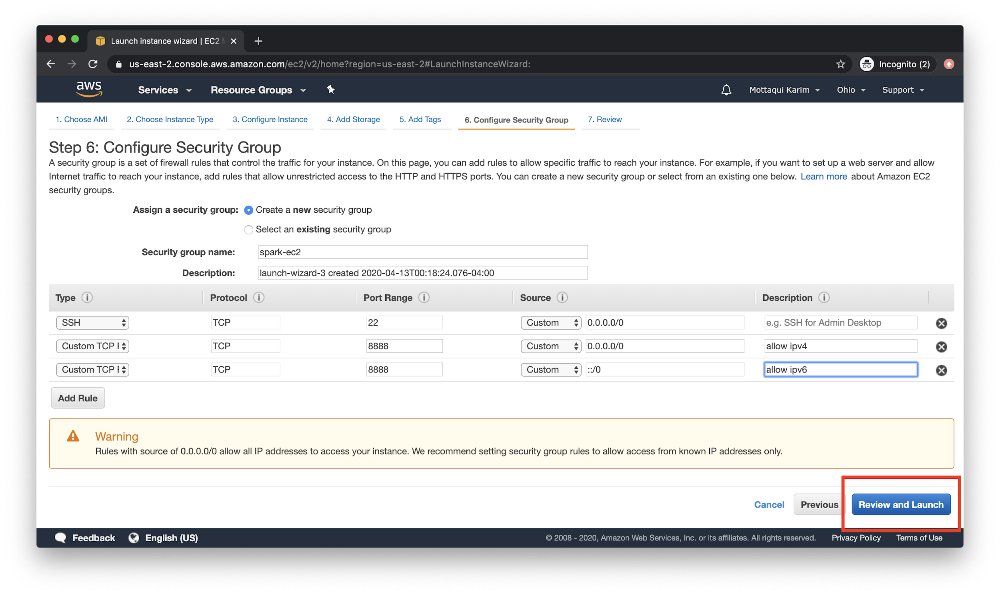 Launch instance wizard | EC2
us-east-2.console.aws.amazon.com/ec2/v2/home?region=us-east-2#LaunchInstanceWizard:
Incognito (2)
aws
Services
Resource Groups
Mottaqui Karim
Ohio
Support
1. Choose AMI
2. Choose Instance Type
3. Configure Instance
4. Add Storage
5. Add Tags
6. Configure Security Group
7. Review
Step 6: Configure Security Group
A security group is a set of firewall rules that control the traffic for your instance. On this page, you can add rules to allow specific traffic to reach your instance. For example, if you want to set up a web server and allow
Internet traffic to reach your instance, add rules that allow unrestricted access to the HTTP and HTTPS ports. You can create a new security group or select from an existing one below. Learn more about Amazon EC2
security groups.
Assign a security group: Create a new security group
Select an existing security group
Security group name: spark-ec2
Description: launch-wizard-3 created 2020-04-13T00:18:24.076-04:00
Type i Protocol i Port Range i Source i Description i
SSH TCP 22 Custom 0.0.0.0/0 e.g. SSH for Admin Desktop
Custom TCP TCP 8888 Custom 0.0.0.0/0 allow ipv4
Custom TCP TCP 8888 Custom ::/0 allow ipv6
Add Rule
Warning
Rules with source of 0.0.0.0/0 allow all IP addresses to access your instance. We recommend setting security group rules to allow access from known IP addresses only.
Cancel
Previous
Review and Launch
Feedback
English (US)
© 2008 - 2020, Amazon Web Services, Inc. or its affiliates. All rights reserved.
Privacy Policy
Terms of Use